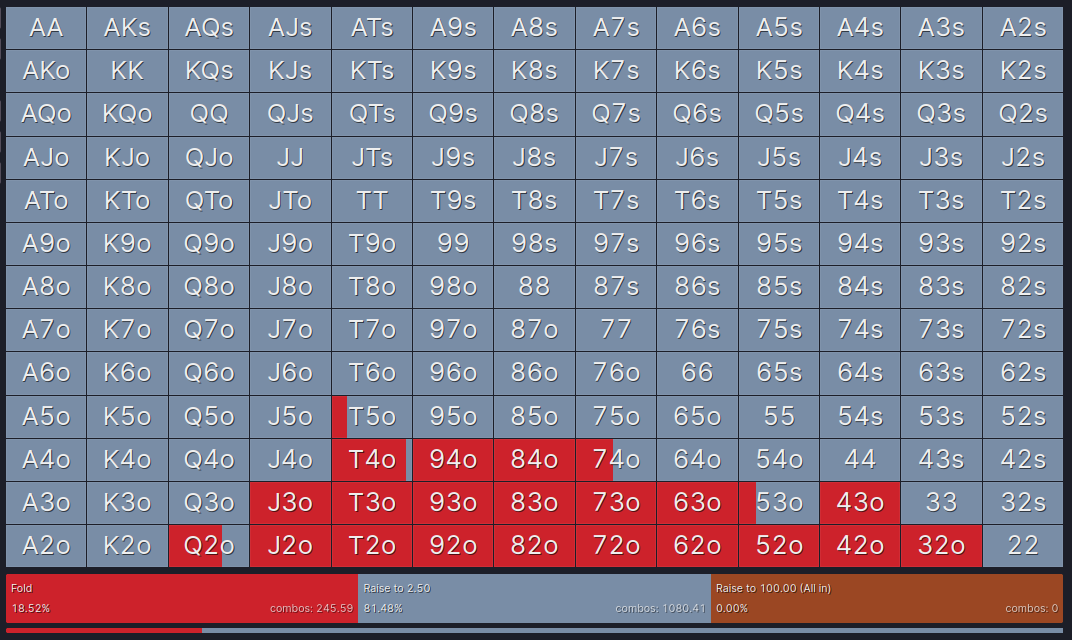 AA AKs AQs AJs ATs A9s A8s A7s A6s A5s A4s A3s A2s
AKo KK KQs KJs KTs K9s K8s K7s K6s K5s K4s K3s K2s
AQo KQo QQ QJs QTs Q9s Q8s Q7s Q6s Q5s Q4s Q3s Q2s
AJo KJo QJo JJ JTs J9s J8s J7s J6s J5s J4s J3s J2s
ATo KTo QTo JTo TT T9s T8s T7s T6s T5s T4s T3s T2s
A9o K9o Q9o J9o T9o 99 98s 97s 96s 95s 94s 93s 92s
A8o K8o Q8o J8o T8o 98o 88 87s 86s 85s 84s 83s 82s
A7o K7o Q7o J7o T7o 97o 87o 77 76s 75s 74s 73s 72s
A6o K6o Q6o J6o T6o 96o 86o 76o 66 65s 64s 63s 62s
A5o K5o Q5o J5o T5o 95o 85o 75o 65o 55 54s 53s 52s
A4o K4o Q4o J4o T4o 94o 84o 74o 64o 54o 44 43s 42s
A3o K3o Q3o J3o T3o 93o 83o 73o 63o 53o 43o 33 32s
A2o K2o Q2o J2o T2o 92o 82o 72o 62o 52o 42o 32o 22
Fold Raise to 2.50 Raise to 100.00 (All in)
18.52% combos: 245.59 81.48% combos: 1080.41 0.00% combos: 0